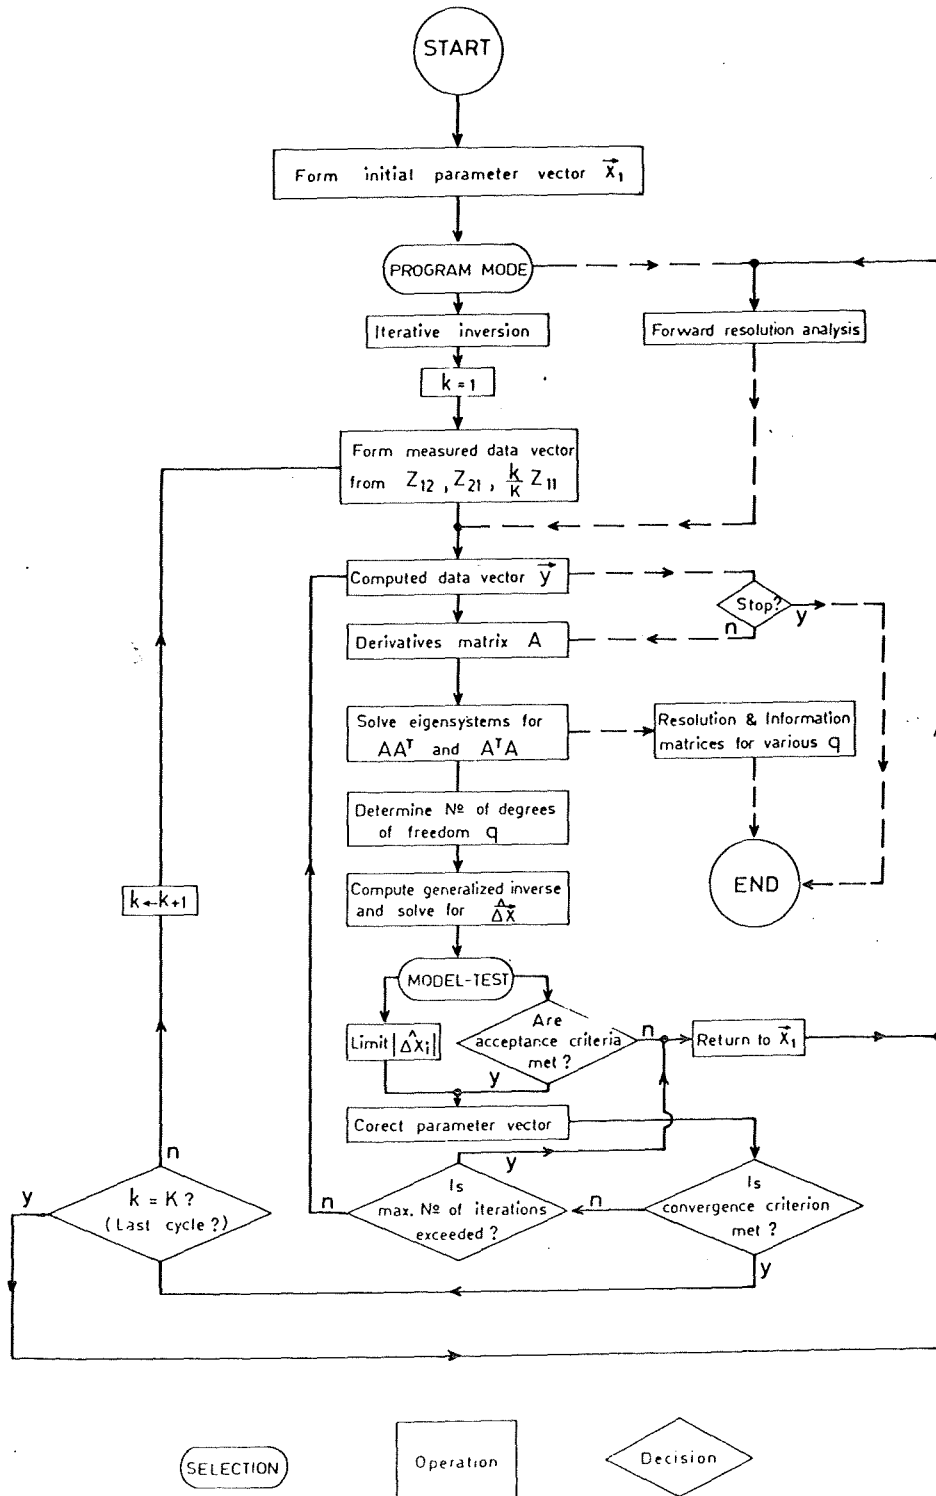 START
Form initial parameter vector X⃗₁
PROGRAM MODE
Iterative inversion
Forward resolution analysis
k = 1
Form measured data vector
from Z₁₂ , Z₂₁ , k/K Z₁₁
Computed data vector y⃗
Stop?
y
n
Derivatives matrix A
Solve eigensystems for
AAᵀ and AᵀA
Resolution & Information
matrices for various q
Determine Nº of degrees
of freedom q
END
k←K+1
Compute generalized inverse
and solve for Δ̂x⃗
MODEL-TEST
Limit |Δ̂xᵢ|
Are
acceptance criteria
met ?
n
y
Return to X⃗₁
Corect parameter vector
y
n
k = K ?
(Last cycle ?)
y
n
Is
max. Nº of iterations
exceeded ?
n
Is
convergence criterion
met ?
y
SELECTION
Operation
Decision